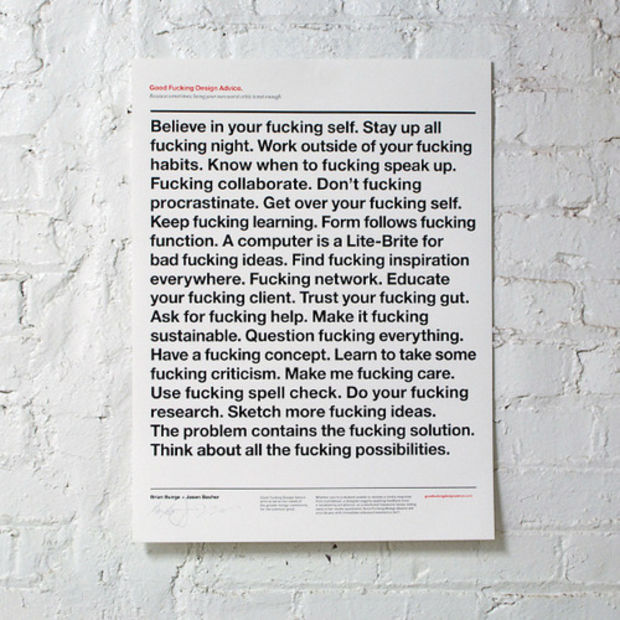 Good Fucking Design Advice.
Believe in your fucking self. Stay up all
fucking night. Work outside of your fucking
habits. Know when to fucking speak up.
Fucking collaborate. Don't fucking
procrastinate. Get over your fucking self.
Keep fucking learning. Form follows fucking
function. A computer is a Lite-Brite for
bad fucking ideas. Find fucking inspiration
everywhere. Fucking network. Educate
your fucking client. Trust your fucking gut.
Ask for fucking help. Make it fucking
sustainable. Question fucking everything.
Have a fucking concept. Learn to take some
fucking criticism. Make me fucking care.
Use fucking spell check. Do your fucking
research. Sketch more fucking ideas.
The problem contains the fucking solution.
Think about all the fucking possibilities.
Brian Buirge + Jason Bacher